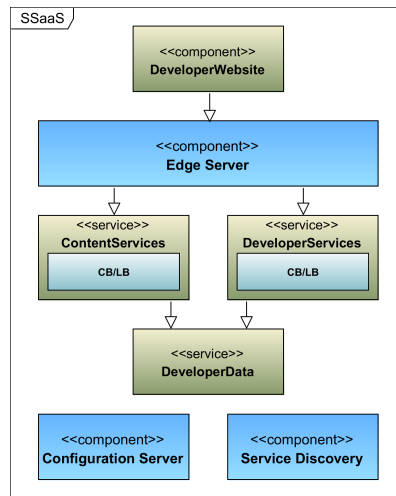 SSaaS
<<component>>
DeveloperWebsite
<<component>>
Edge Server
<<service>>
ContentServices
CB/LB
<<service>>
DeveloperServices
CB/LB
<<service>>
DeveloperData
<<component>>
Configuration Server
<<component>>
Service Discovery